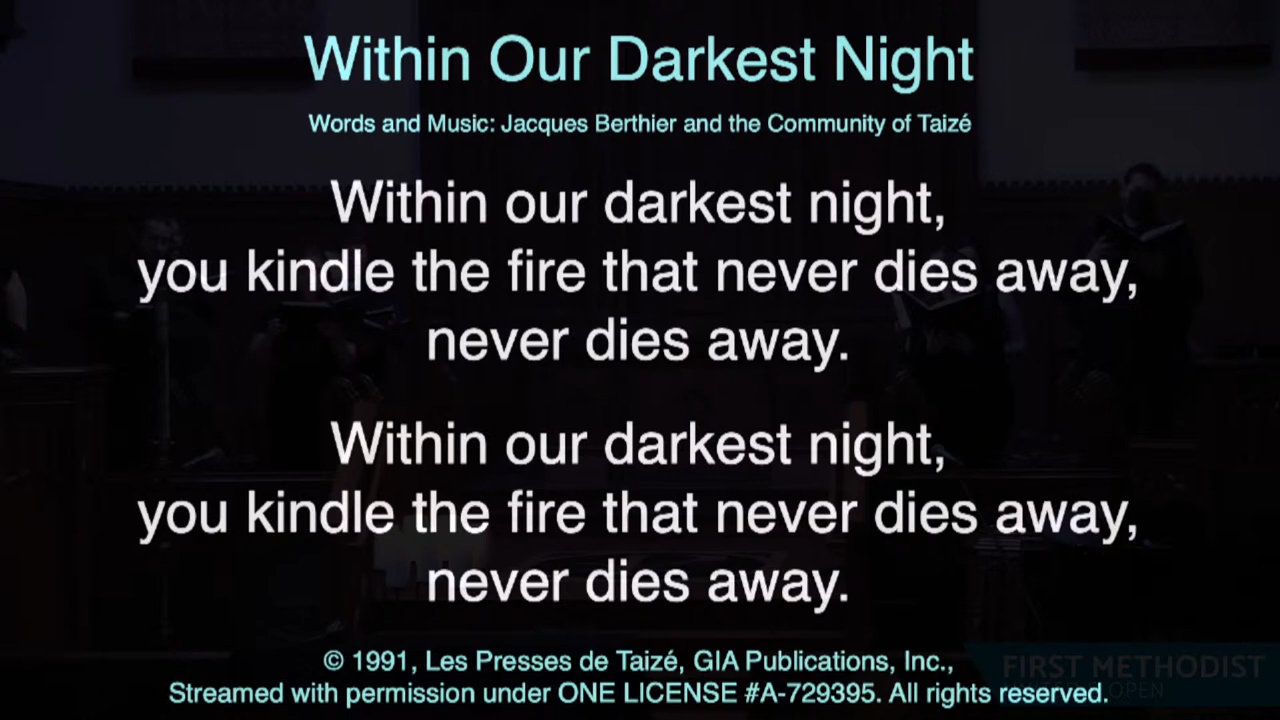 Within Our Darkest Night
Words and Music: Jacques Berthier and the Community of Taizé
Within our darkest night,
you kindle the fire that never dies away,
never dies away.
Within our darkest night,
you kindle the fire that never dies away,
never dies away.
© 1991, Les Presses de Taizé, GIA Publications, Inc.,
Streamed with permission under ONE LICENSE #A-729395. All rights reserved.
FIRST METHODIST
OPEN